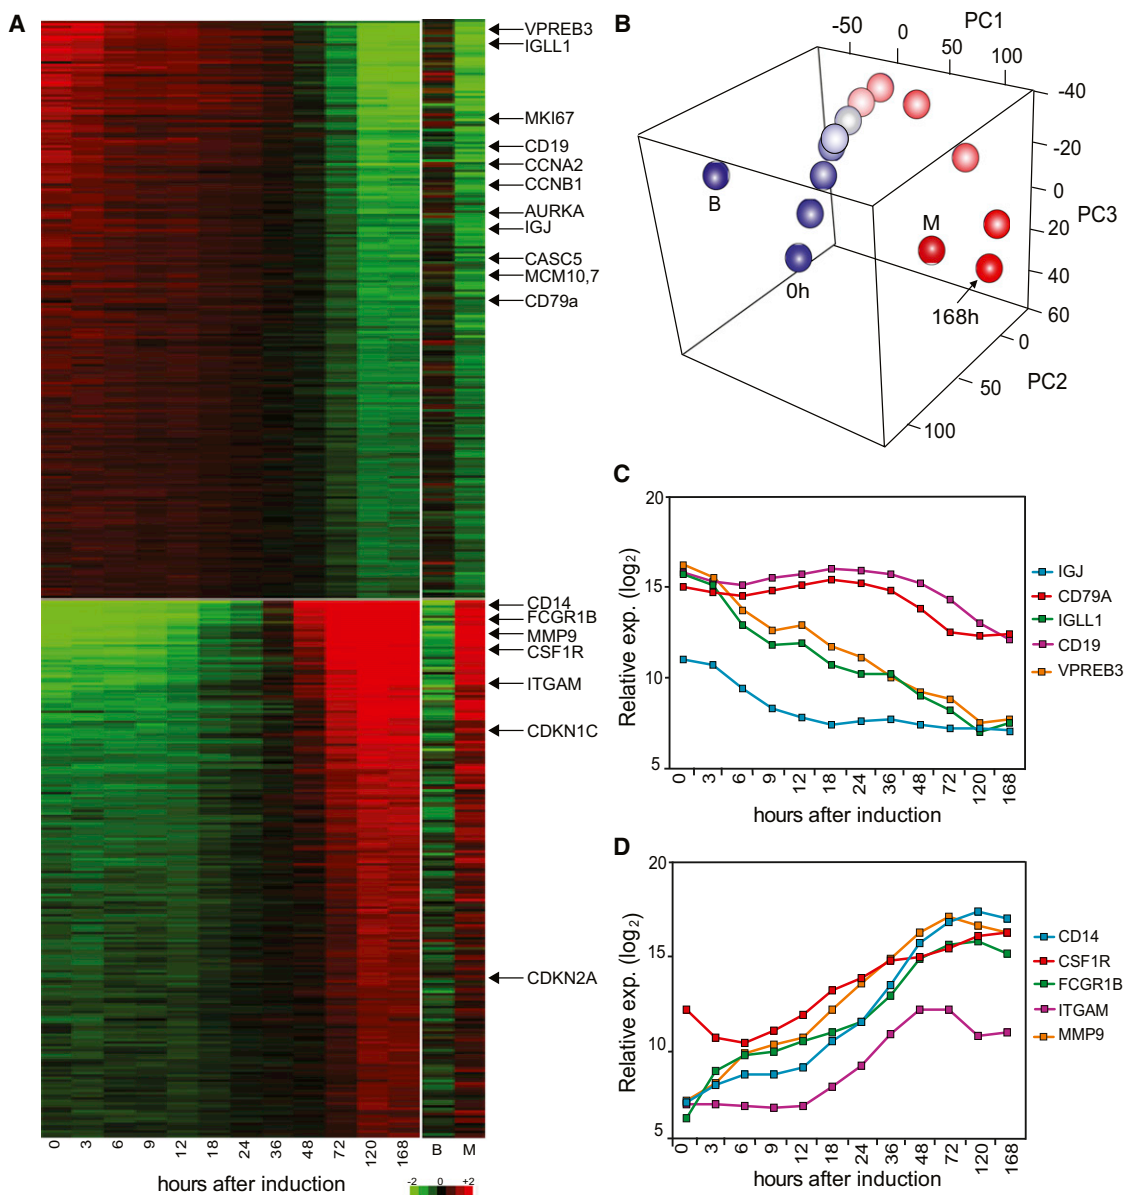 A
VPREB3
IGLL1
MKI67
CD19
CCNA2
CCNB1
AURKA
IGJ
CASC5
MCM10,7
CD79a
CD14
FCGR1B
MMP9
CSF1R
ITGAM
CDKN1C
CDKN2A
0 3 6 9 12 18 24 36 48 72 120 168 B M
hours after induction
-2 0 +2
B
-50 0 50 100 PC1
-40
-20
0
20
40
60
PC3
0
50
100
PC2
B
M
0h
168h
C
20
15
10
5
Relative exp. (log2)
0 3 6 9 12 18 24 36 48 72 120 168
hours after induction
IGJ
CD79A
IGLL1
CD19
VPREB3
D
20
15
10
5
Relative exp. (log2)
0 3 6 9 12 18 24 36 48 72 120 168
hours after induction
CD14
CSF1R
FCGR1B
ITGAM
MMP9